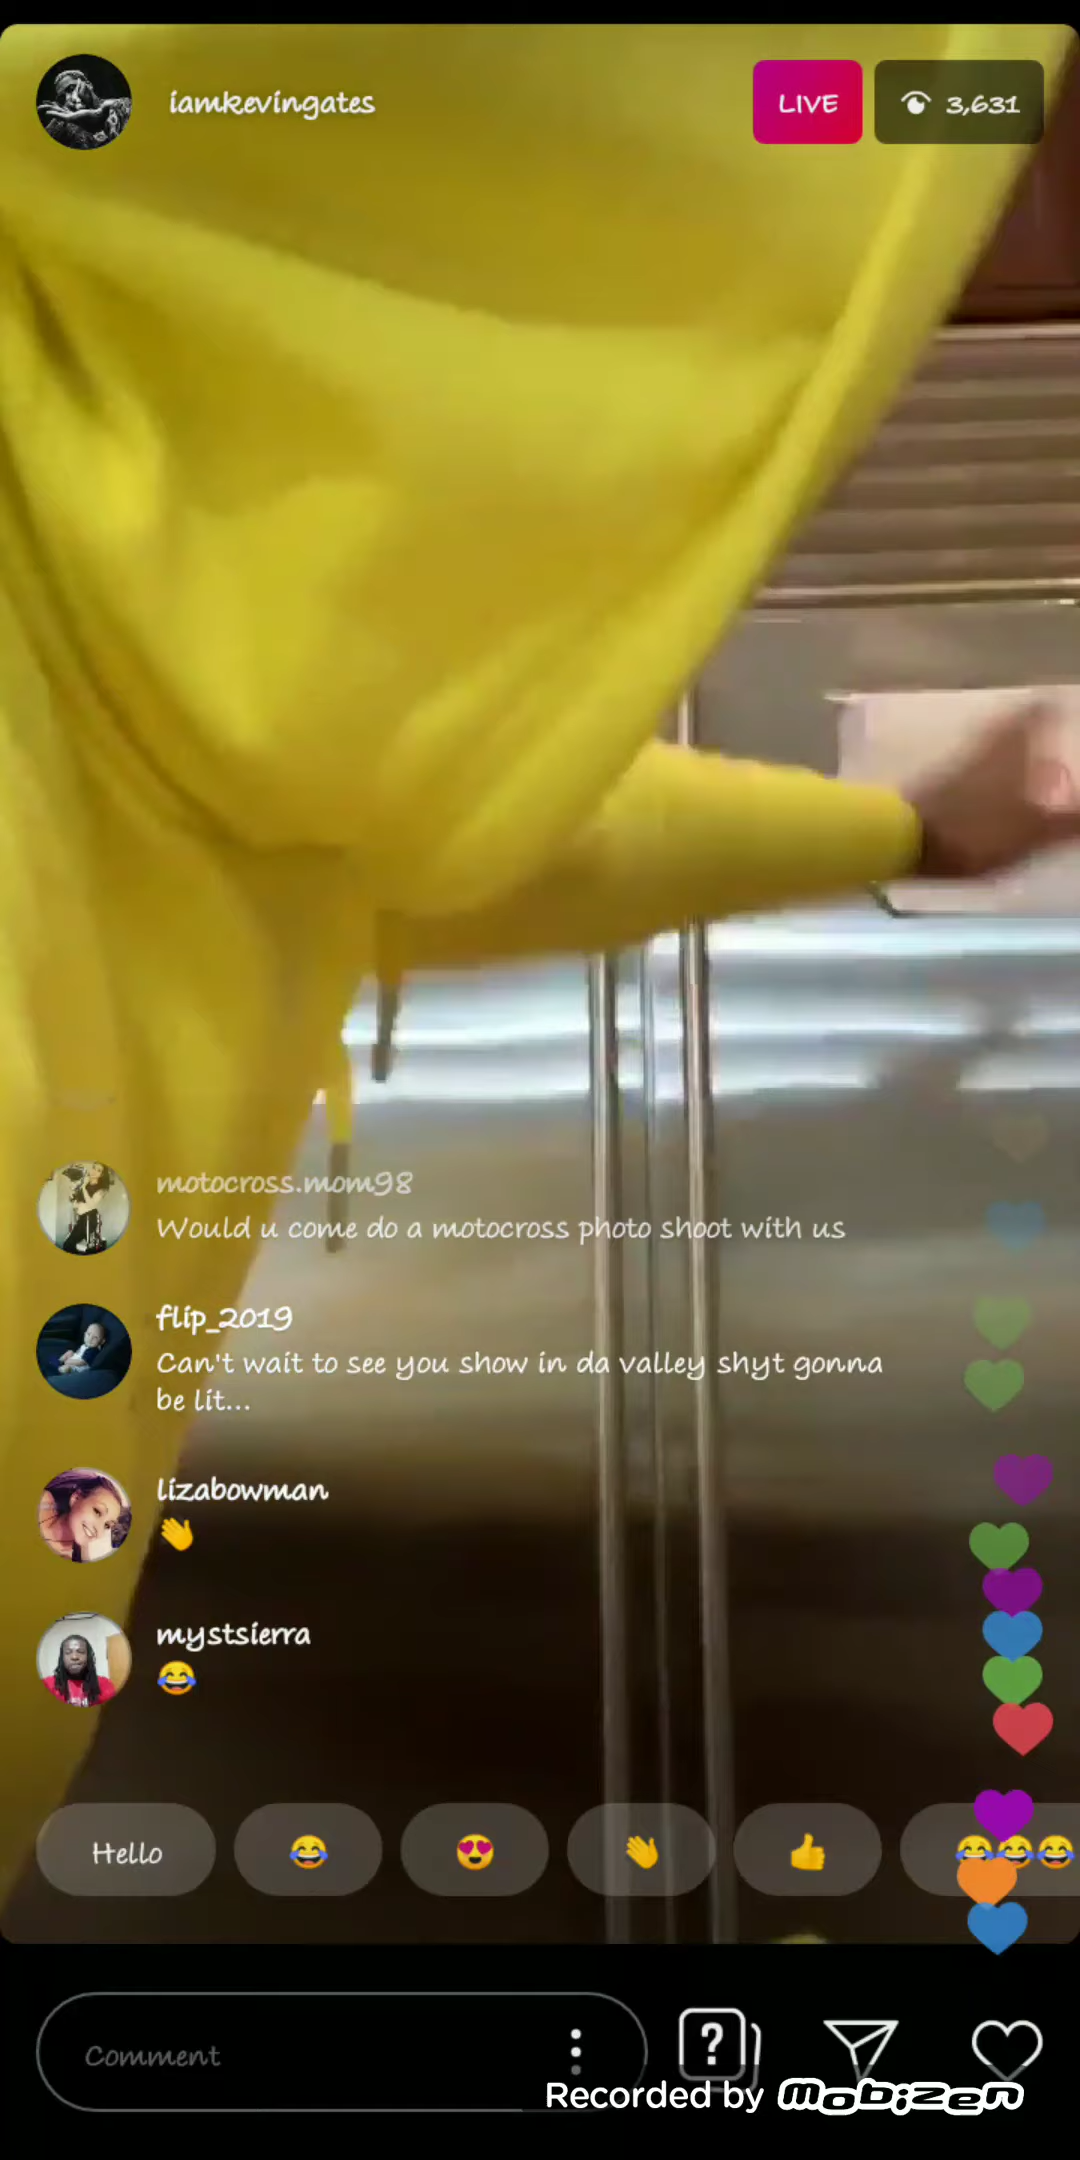 iamkevingates
LIVE
3,631
motocross.mom98
Would u come do a motocross photo shoot with us
flip_2019
Can't wait to see you show in da valley shyt gonna
be lit...
lizabowman
👋
mystsierra
😂
Hello 😂 😍 👋 👍 😂😂😂
Comment
Recorded by mobizen